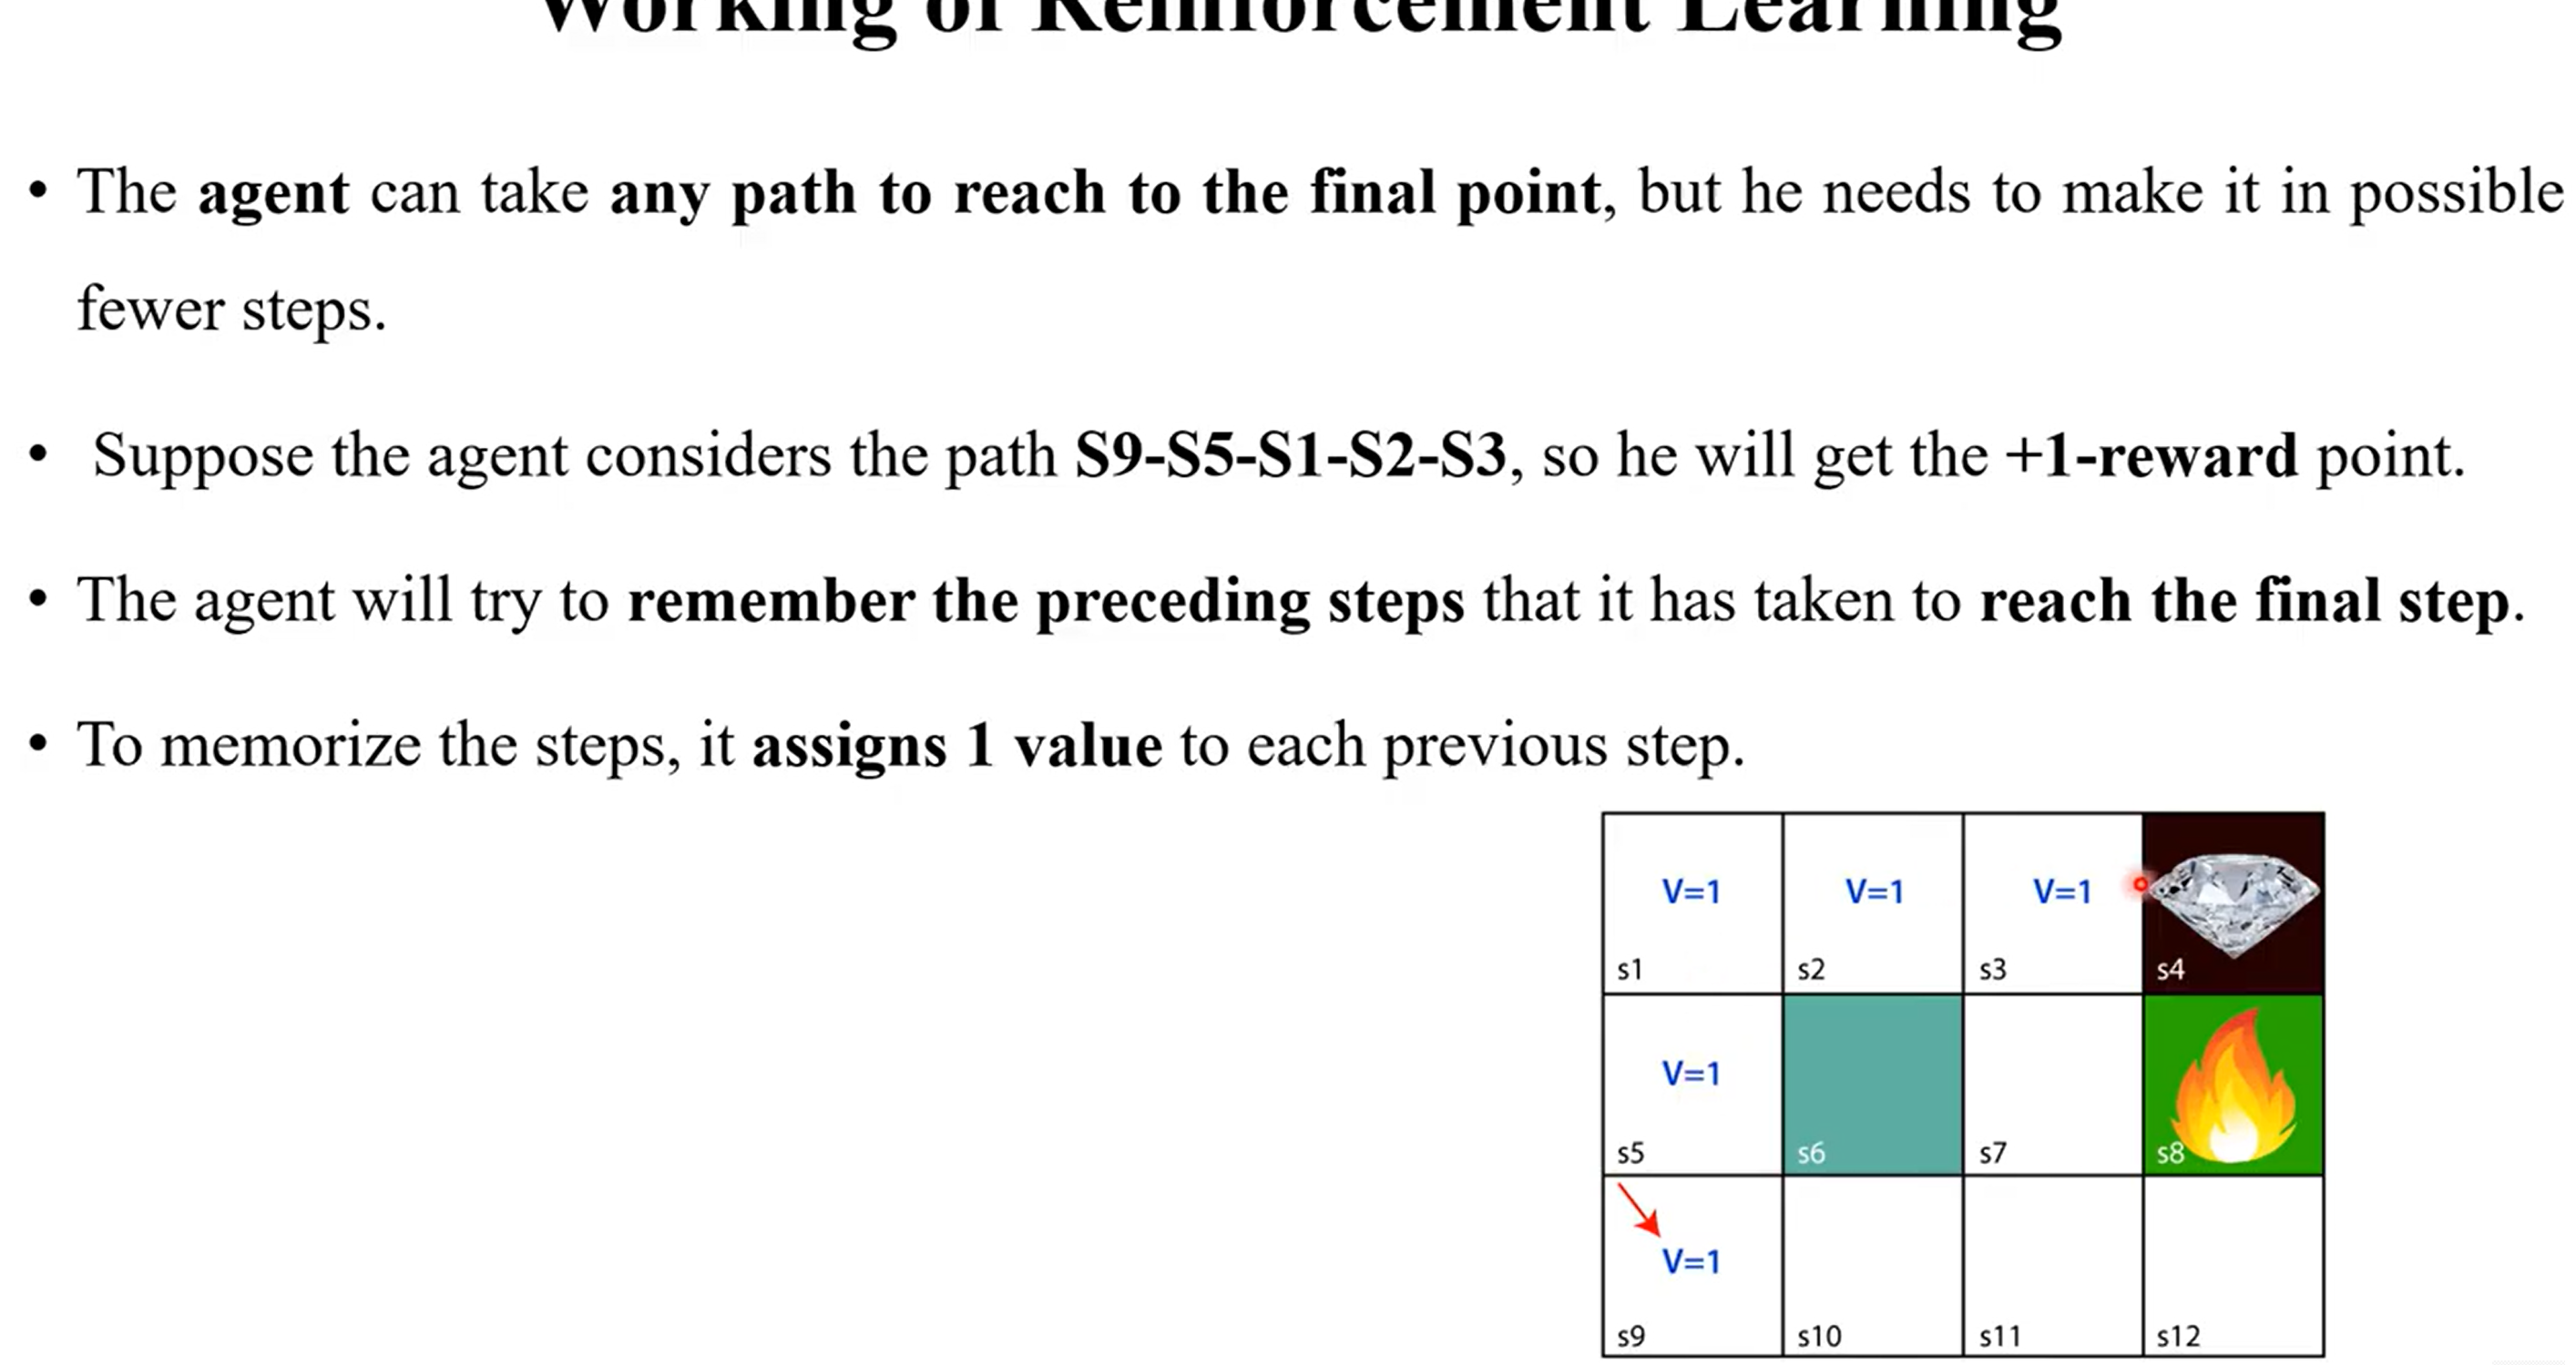 Working of Reinforcement Learning
• The agent can take any path to reach to the final point, but he needs to make it in possible
fewer steps.
• Suppose the agent considers the path S9-S5-S1-S2-S3, so he will get the +1-reward point.
• The agent will try to remember the preceding steps that it has taken to reach the final step.
• To memorize the steps, it assigns 1 value to each previous step.
V=1 V=1 V=1
s1 s2 s3 s4
V=1
s5 s6 s7 s8
V=1
s9 s10 s11 s12